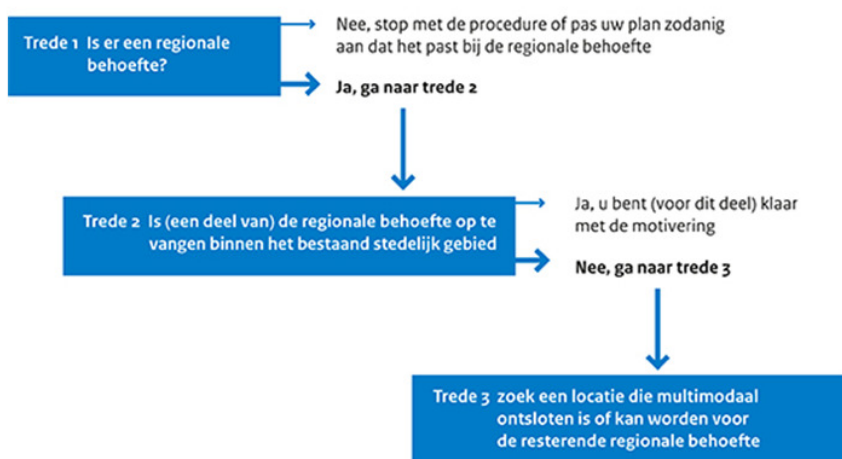 Trede 1 Is er een regionale
behoefte?
Nee, stop met de procedure of pas uw plan zodanig
aan dat het past bij de regionale behoefte
Ja, ga naar trede 2
Trede 2 Is (een deel van) de regionale behoefte op te
vangen binnen het bestaand stedelijk gebied
Ja, u bent (voor dit deel) klaar
met de motivering
Nee, ga naar trede 3
Trede 3 zoek een locatie die multimodaal
ontsloten is of kan worden voor
de resterende regionale behoefte